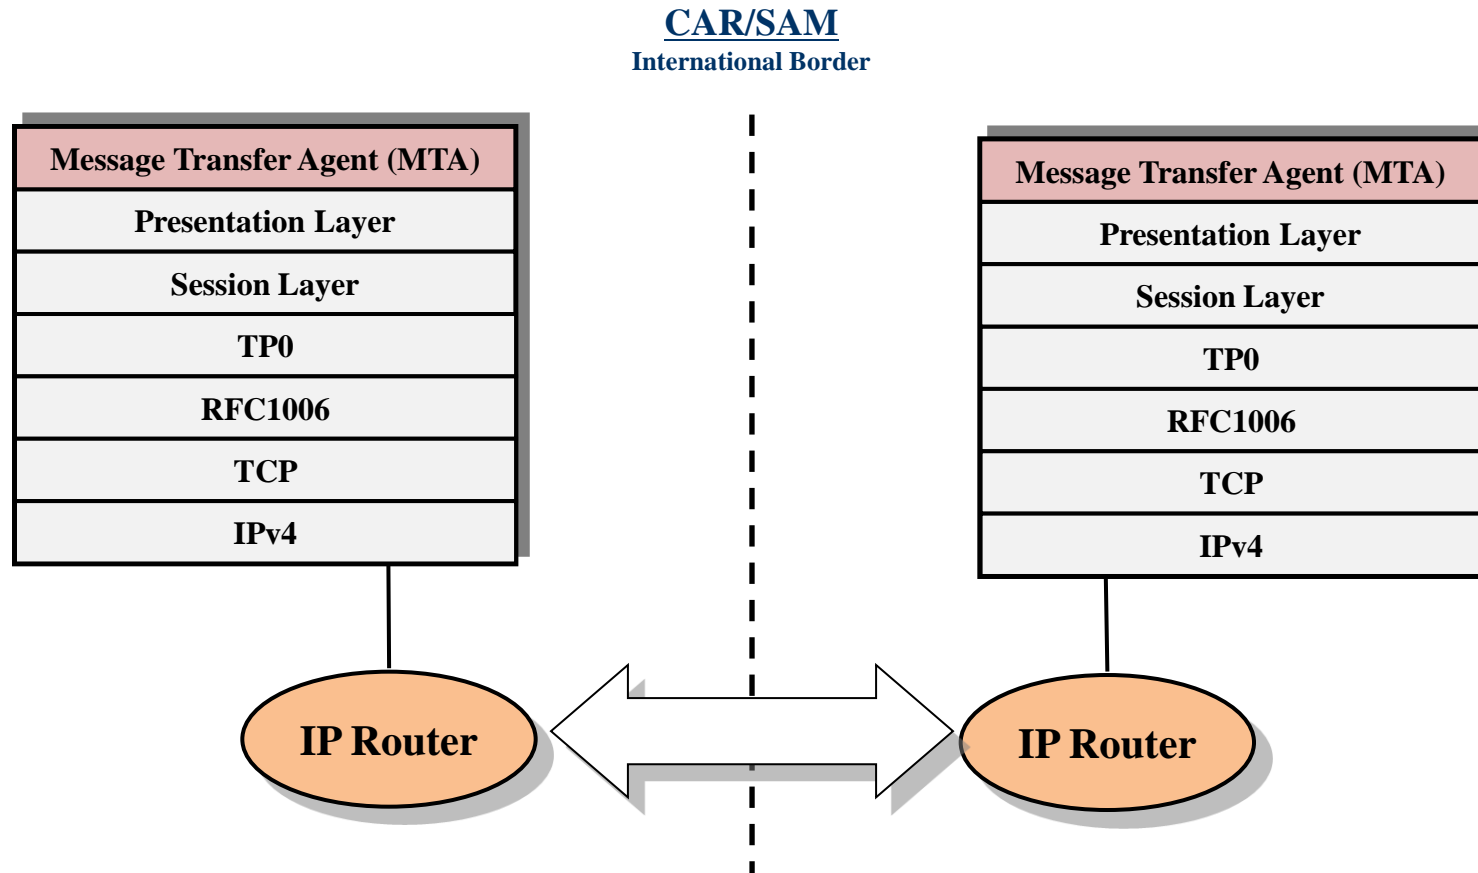 CAR/SAM
International Border
Message Transfer Agent (MTA)
Presentation Layer
Session Layer
TP0
RFC1006
TCP
IPv4
IP Router
Message Transfer Agent (MTA)
Presentation Layer
Session Layer
TP0
RFC1006
TCP
IPv4
IP Router